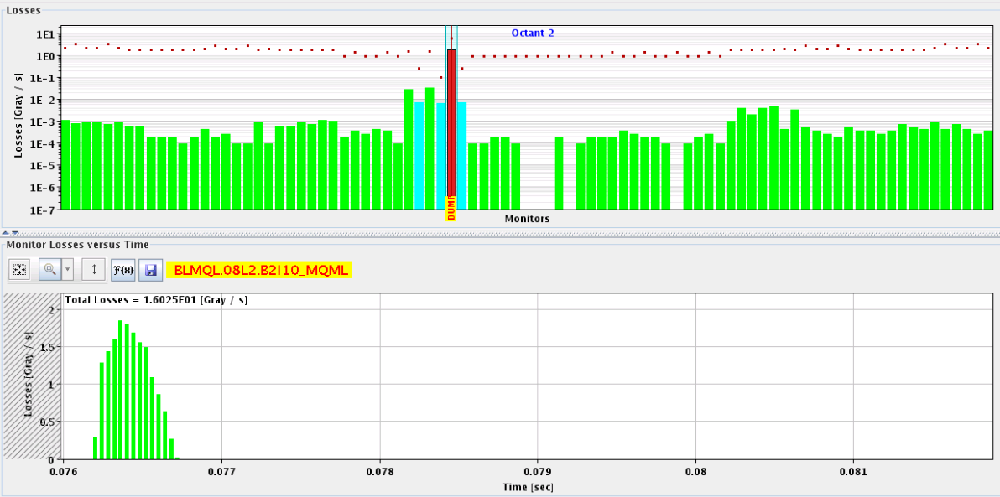 Losses
Octant 2
Losses [Gray / s]
1E1
1E0
1E-1
1E-2
1E-3
1E-4
1E-5
1E-6
1E-7
DUMP
Monitors
Monitor Losses versus Time
F(x) BLMQL.08L2.B2I10_MQML
Total Losses = 1.6025E01 [Gray / s]
Losses [Gray / s]
2
1.5
1
0.5
0
0.076 0.077 0.078 0.079 0.08 0.081
Time [sec]